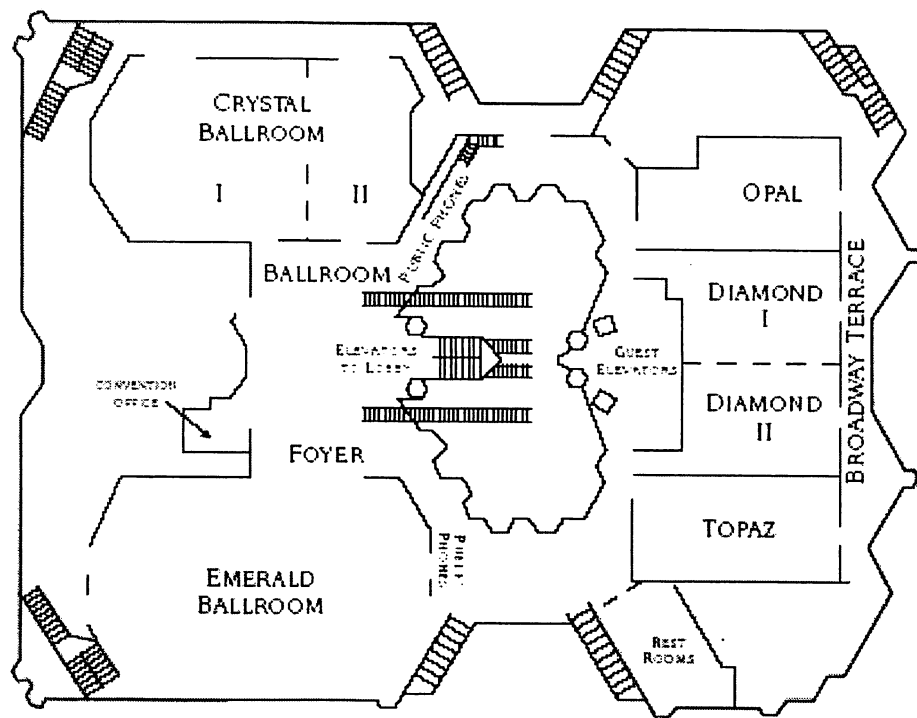 CRYSTAL
BALLROOM
I
II
PUBLIC PHONES
OPAL
BALLROOM
DIAMOND
I
BROADWAY TERRACE
ELEVATORS
TO LOBBY
GUEST
ELEVATORS
CONVENTION
OFFICE
DIAMOND
II
FOYER
TOPAZ
PUBLIC
PHONES
EMERALD
BALLROOM
REST
ROOMS